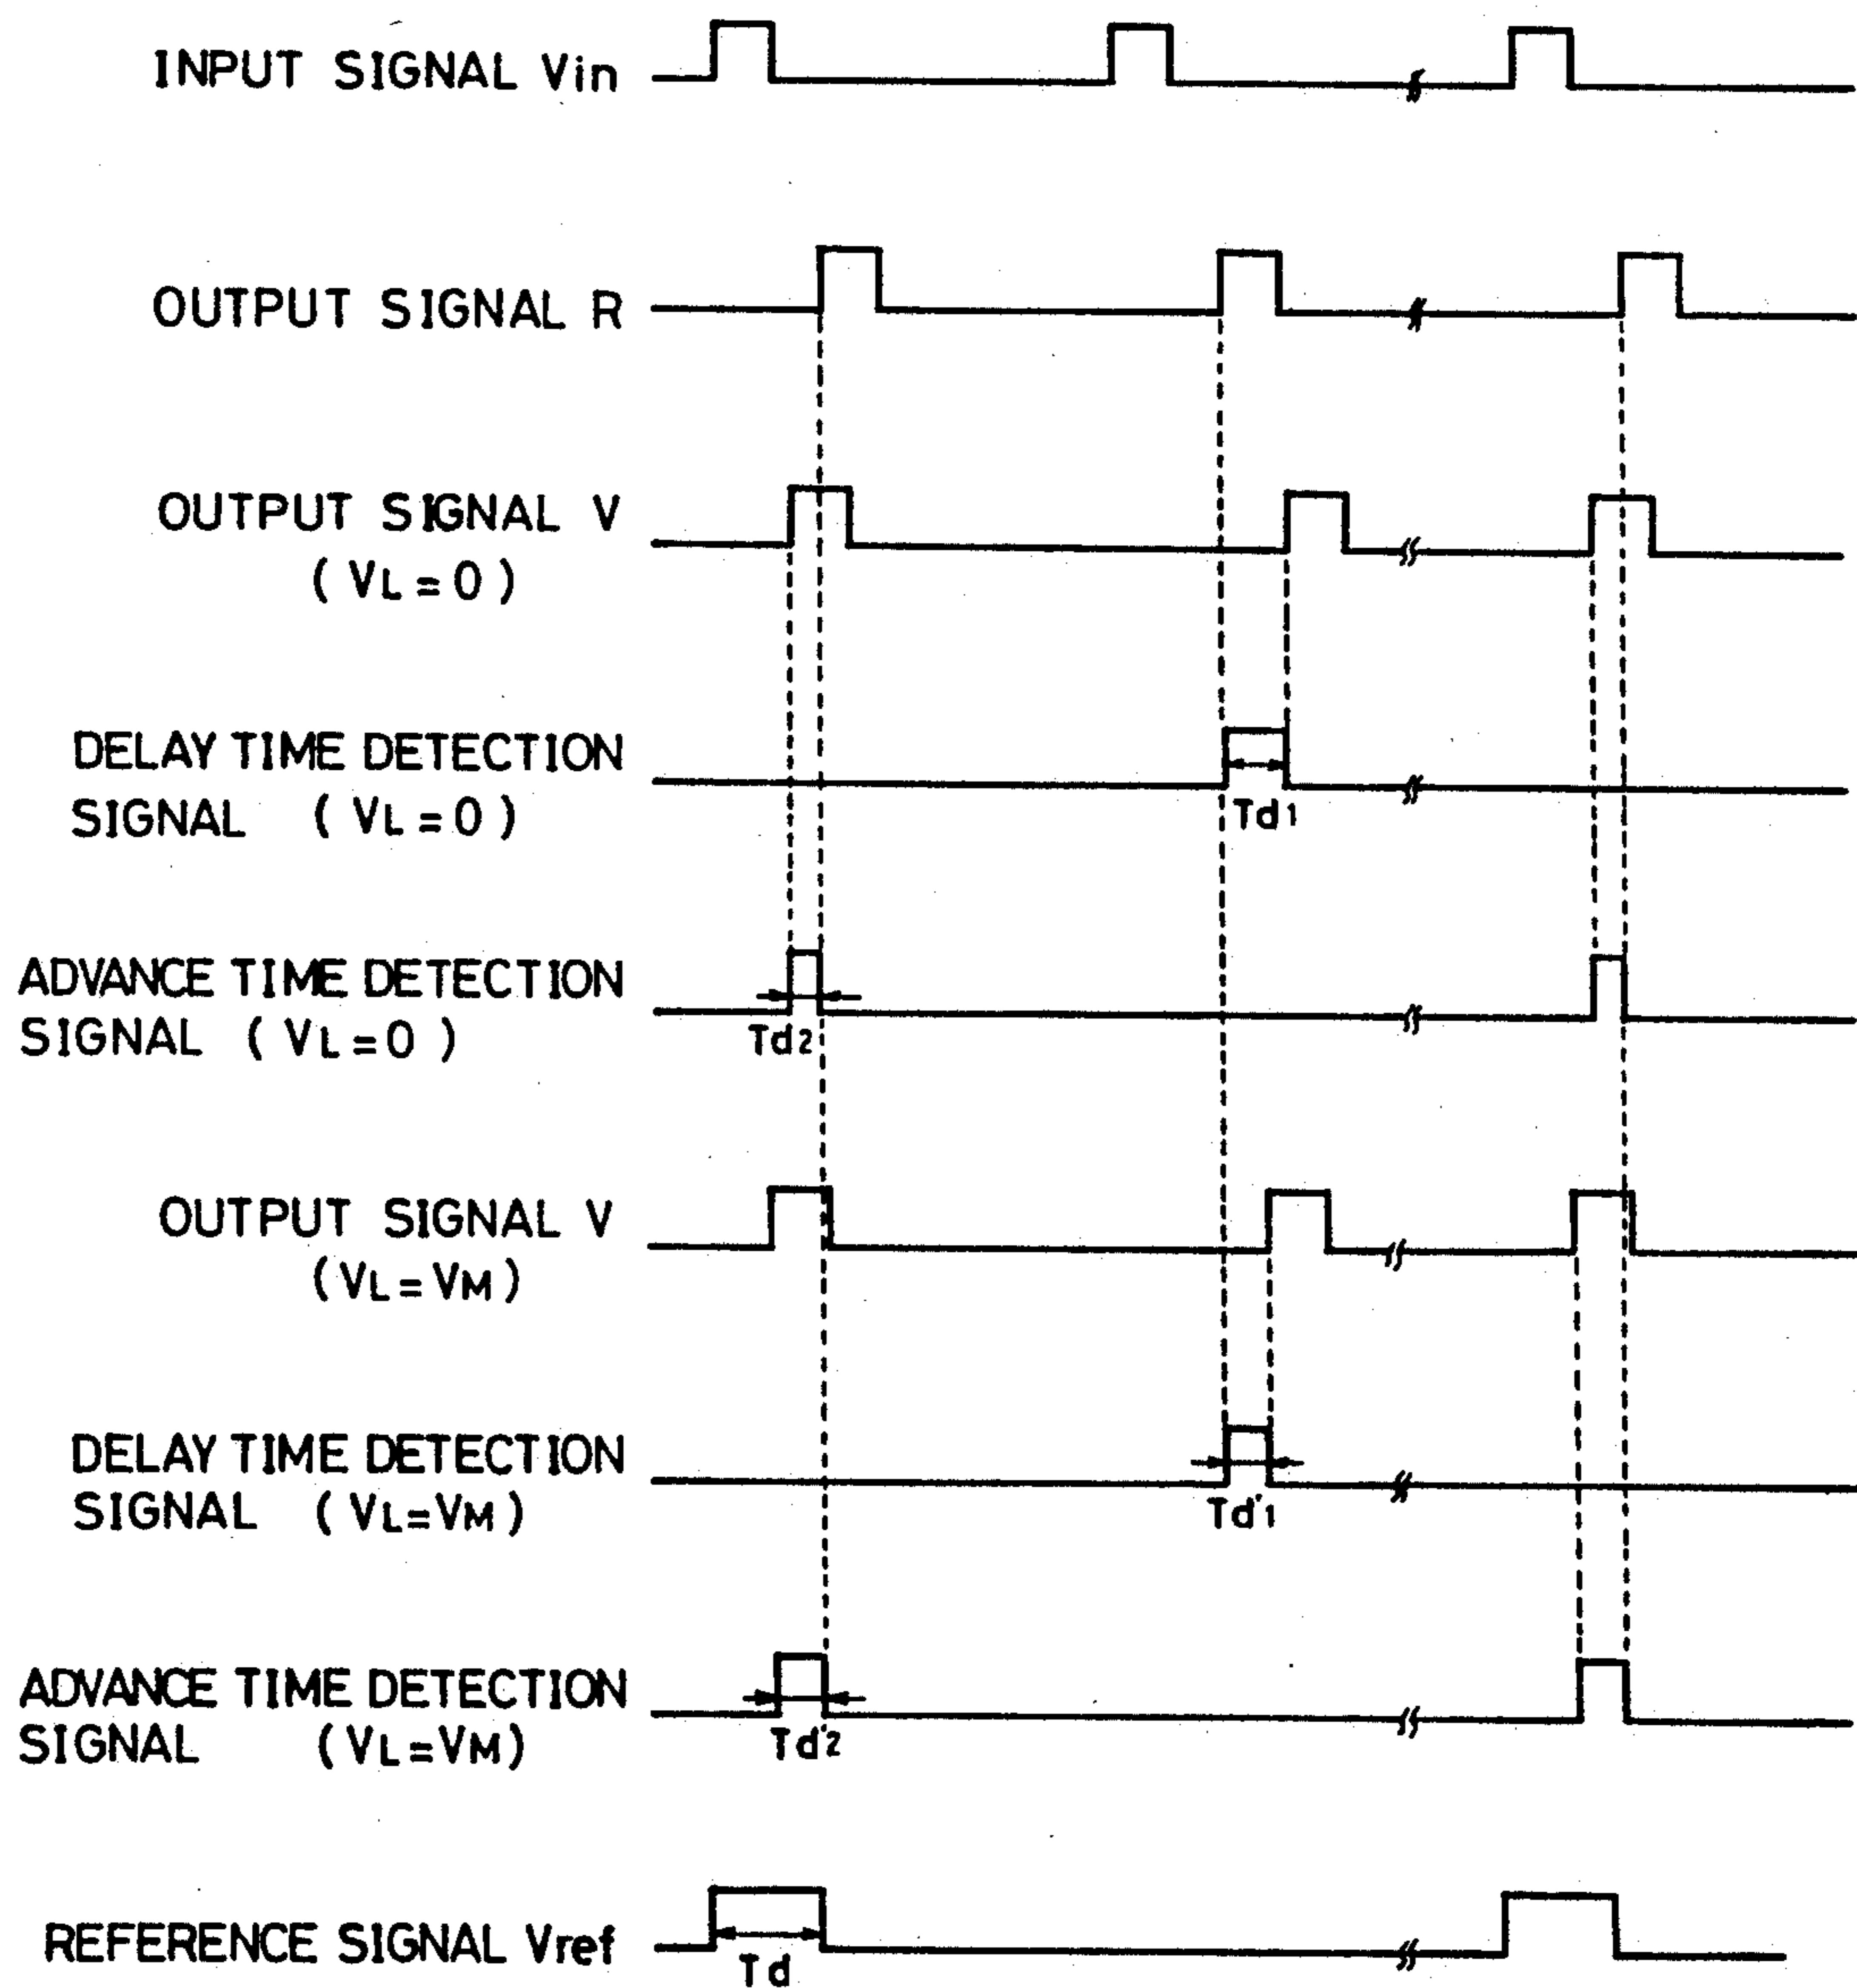 INPUT SIGNAL Vin
OUTPUT SIGNAL R
OUTPUT SIGNAL V
(VL=0)
DELAY TIME DETECTION
SIGNAL (VL=0)
Td1
ADVANCE TIME DETECTION
SIGNAL (VL=0)
Td2
OUTPUT SIGNAL V
(VL=VM)
DELAY TIME DETECTION
SIGNAL (VL=VM)
Td'1
ADVANCE TIME DETECTION
SIGNAL (VL=VM)
Td'2
REFERENCE SIGNAL Vref
Td